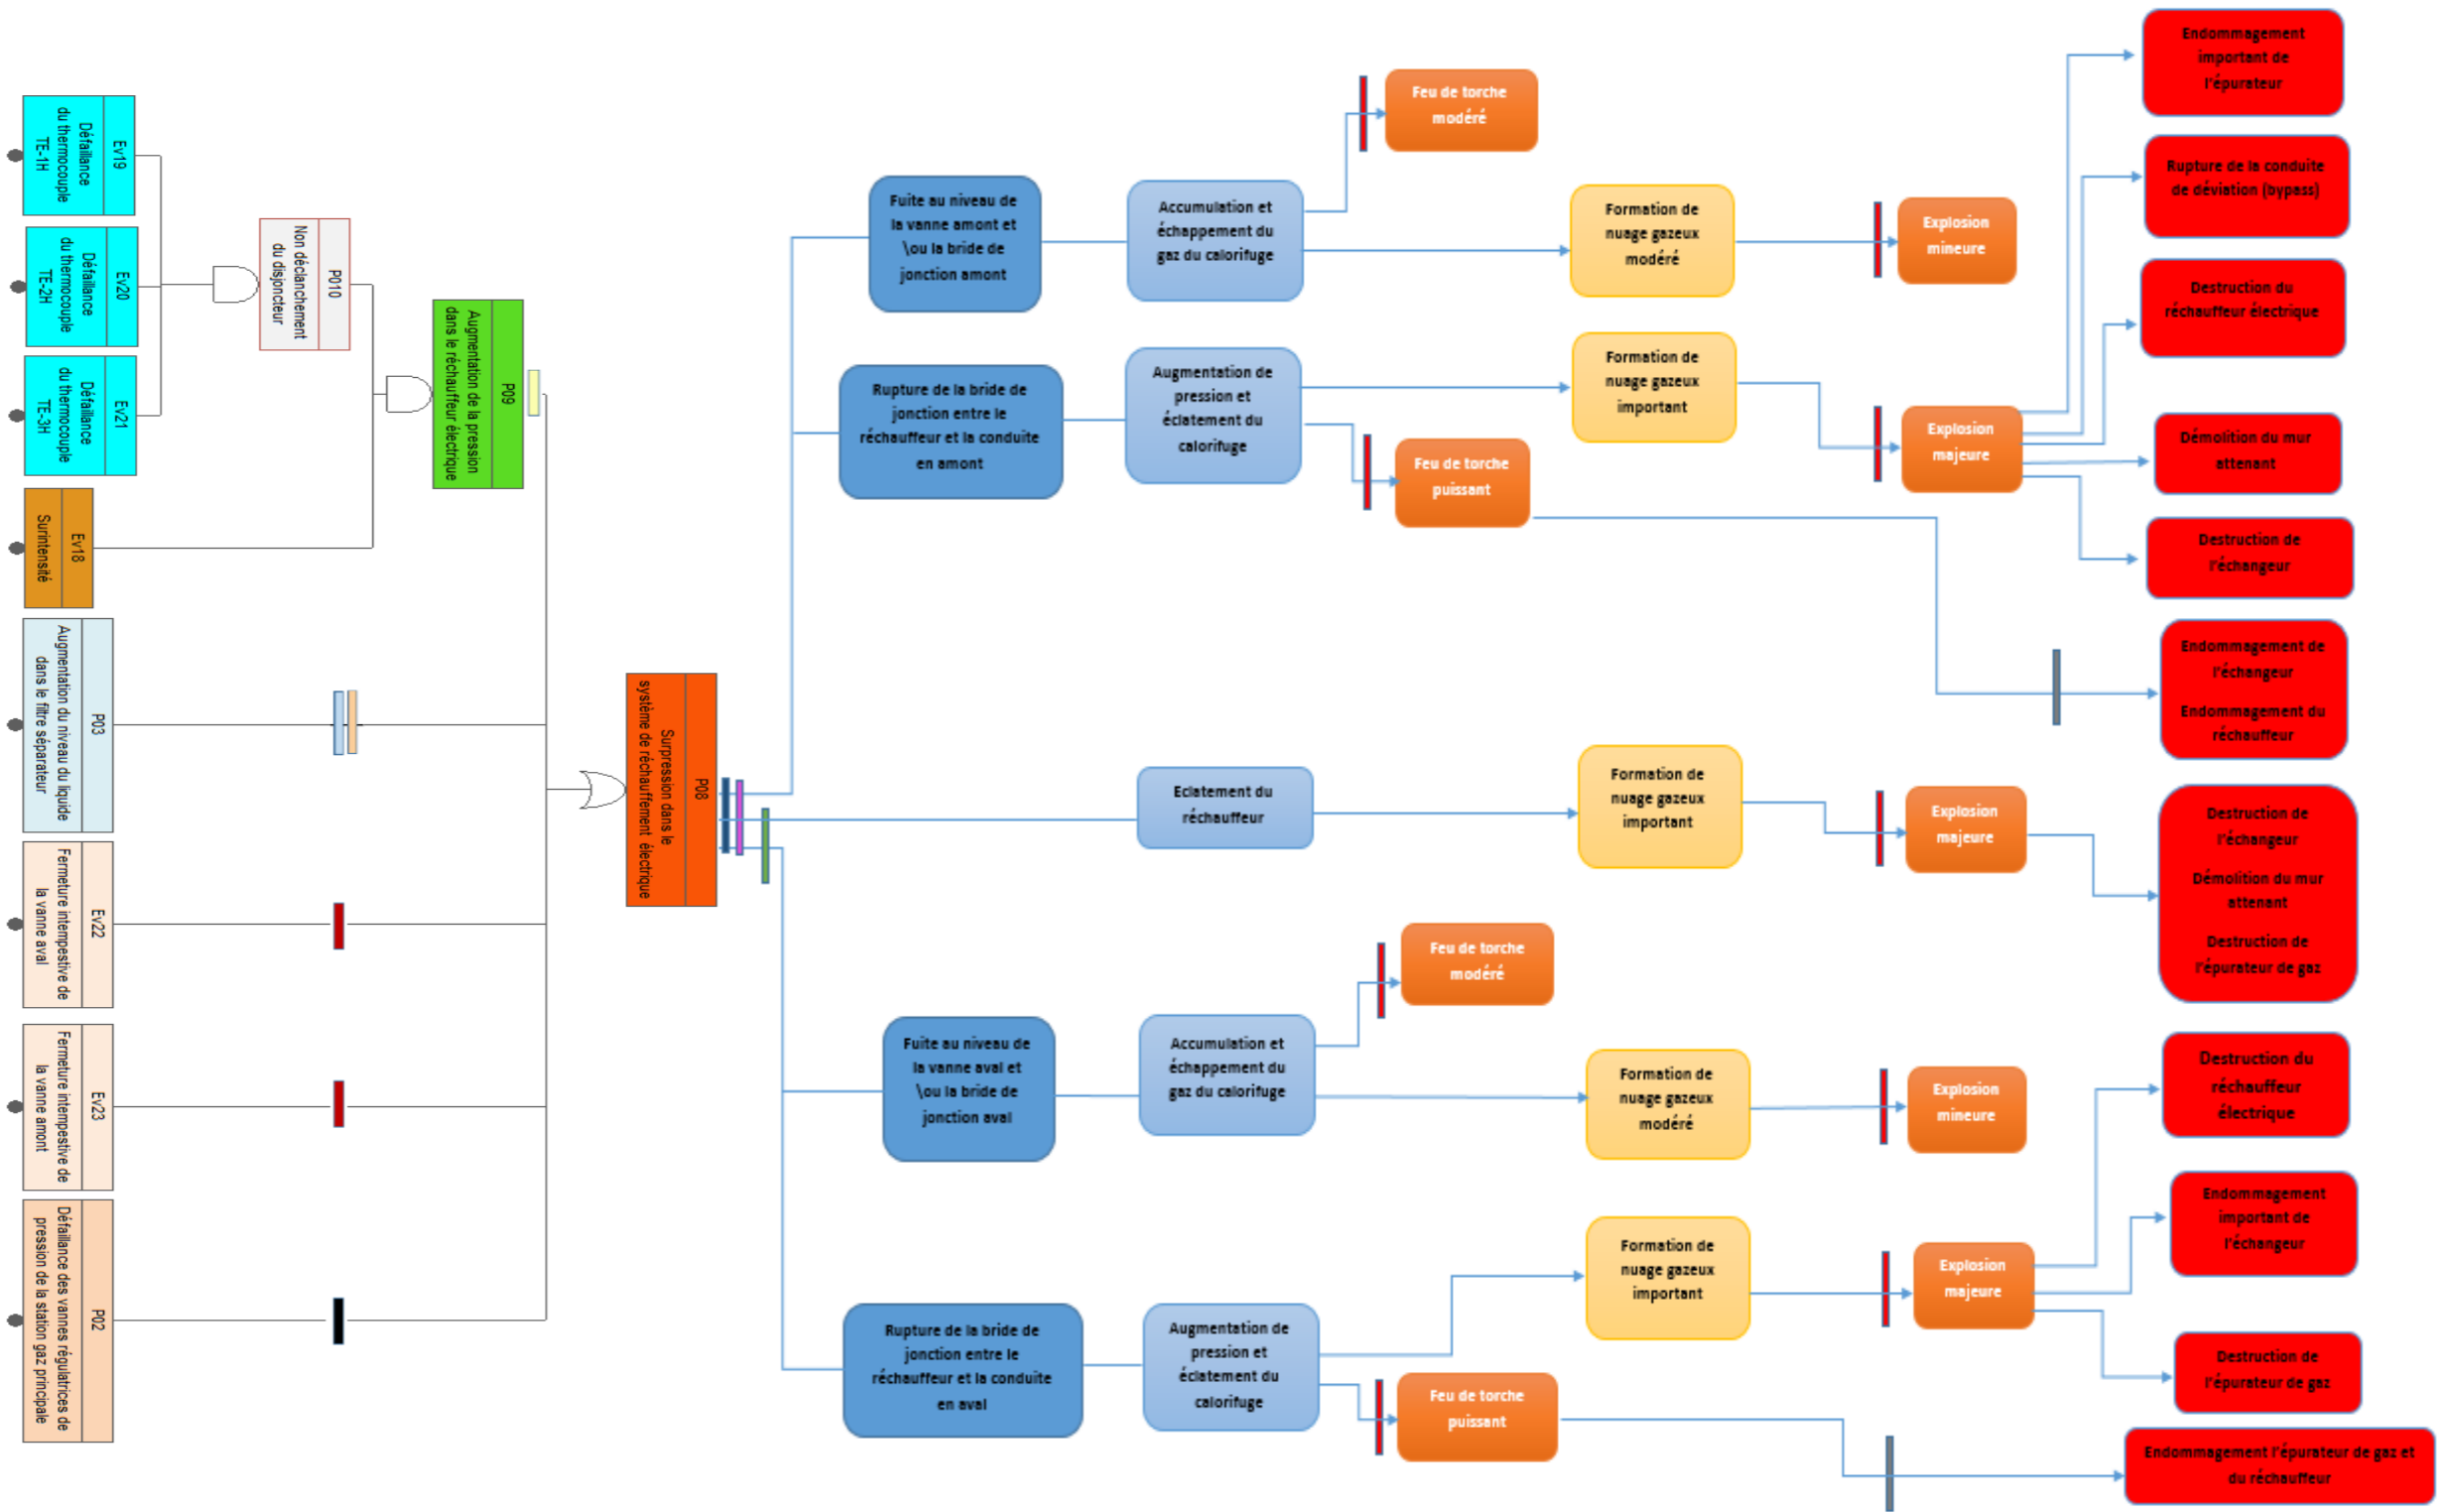 Ev19
Défaillance
du thermocouple
TE-1H
Ev20
Défaillance
du thermocouple
TE-2H
Ev21
Défaillance
du thermocouple
TE-3H
Ev18
Surintensité
P010
Non déclanchement
du disjoncteur
P09
Augmentation de la pression
dans le réchauffeur électrique
P03
Augmentation du niveau du liquide
dans le filtre séparateur
Ev22
Fermeture intempestive de
la vanne aval
Ev23
Fermeture intempestive de
la vanne amont
P02
Défaillance des vannes régulatrices de
pression de la station gaz principale
P08
Surpression dans le
système de réchauffement électrique
Fuite au niveau de
la vanne amont et
\ou la bride de
jonction amont
Accumulation et
échappement du
gaz du calorifuge
Feu de torche
modéré
Formation de
nuage gazeux
modéré
Explosion
mineure
Rupture de la bride de
jonction entre le
réchauffeur et la conduite
en amont
Augmentation de
pression et
éclatement du
calorifuge
Formation de
nuage gazeux
important
Feu de torche
puissant
Explosion
majeure
Endommagement
important de
l'épurateur
Rupture de la conduite
de déviation (bypass)
Destruction du
réchauffeur électrique
Démolition du mur
attenant
Destruction de
l'échangeur
Endommagement de
l'échangeur
Endommagement du
réchauffeur
Eclatement du
réchauffeur
Formation de
nuage gazeux
important
Explosion
majeure
Destruction de
l'échangeur
Démolition du mur
attenant
Destruction de
l'épurateur de gaz
Fuite au niveau de
la vanne aval et
\ou la bride de
jonction aval
Accumulation et
échappement du
gaz du calorifuge
Feu de torche
modéré
Formation de
nuage gazeux
modéré
Explosion
mineure
Rupture de la bride de
jonction entre le
réchauffeur et la conduite
en aval
Augmentation de
pression et
éclatement du
calorifuge
Formation de
nuage gazeux
important
Feu de torche
puissant
Explosion
majeure
Destruction du
réchauffeur
électrique
Endommagement
important de
l'échangeur
Destruction de
l'épurateur de gaz
Endommagement l'épurateur de gaz et
du réchauffeur